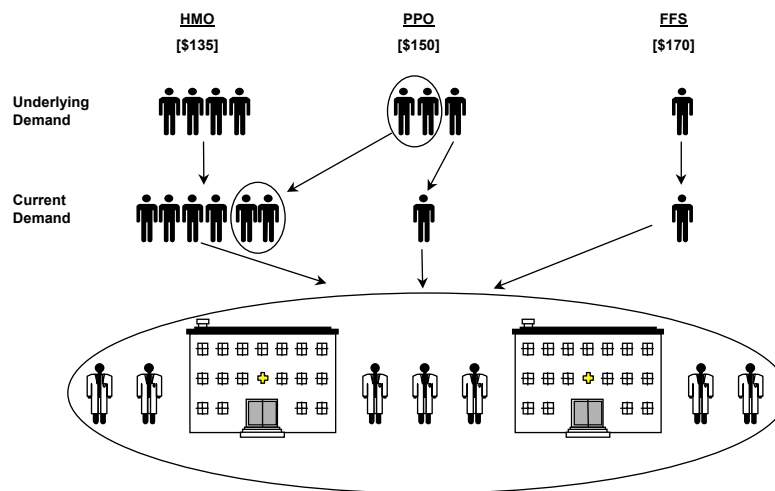 HMO PPO FFS
[$135] [$150] [$170]
Underlying
Demand
Current
Demand